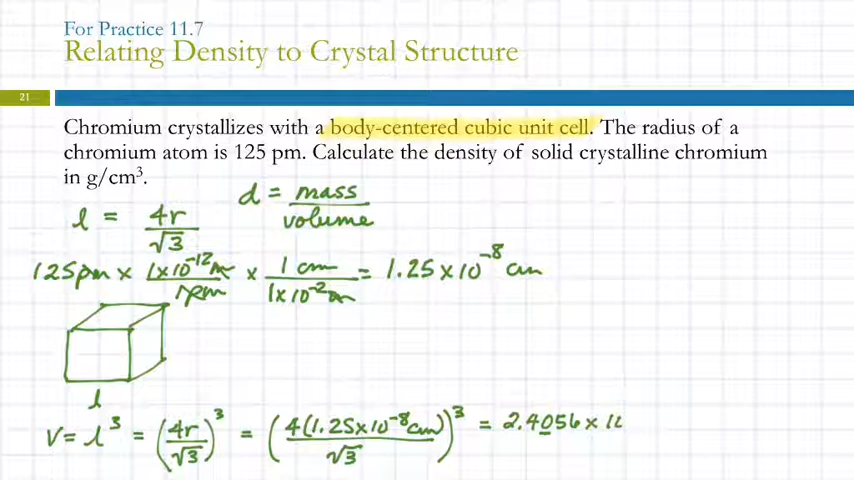 For Practice 11.7
Relating Density to Crystal Structure
21
Chromium crystallizes with a body-centered cubic unit cell. The radius of a
chromium atom is 125 pm. Calculate the density of solid crystalline chromium
in g/cm³.
l = 4r/√3
d = mass/volume
125pm × 1×10⁻¹²m/1pm × 1 cm/1×10⁻²m = 1.25×10⁻⁸ cm
l
V = l³ = (4r/√3)³ = (4(1.25×10⁻⁸cm)/√3)³ = 2.4056 × 1